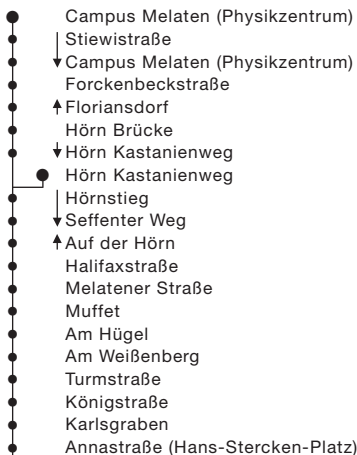 Campus Melaten (Physikzentrum)
Stiewistraße
Campus Melaten (Physikzentrum)
Forckenbeckstraße
Floriansdorf
Hörn Brücke
Hörn Kastanienweg
Hörn Kastanienweg
Hörnstieg
Seffenter Weg
Auf der Hörn
Halifaxstraße
Melatener Straße
Muffet
Am Hügel
Am Weißenberg
Turmstraße
Königstraße
Karlsgraben
Annastraße (Hans-Stercken-Platz)